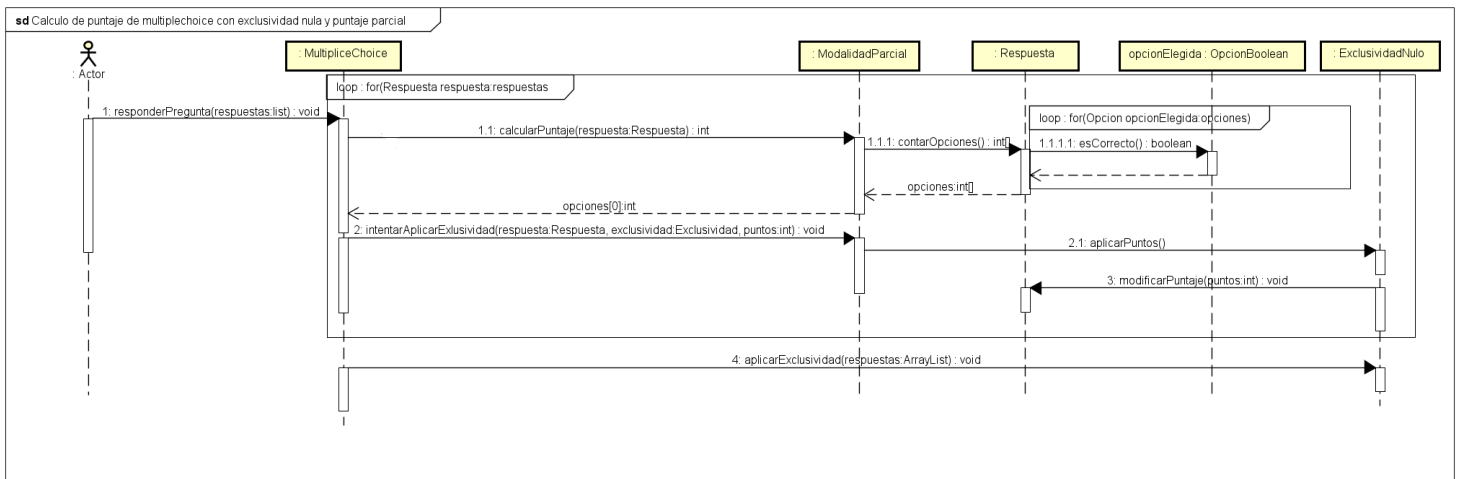 sd Calculo de puntaje de multiplechoice con exclusividad nula y puntaje parcial
: Actor
: MultipliceChoice
: ModalidadParcial
: Respuesta
opcionElegida : OpcionBoolean
: ExclusividadNulo
loop : for(Respuesta respuesta:respuestas
1: responderPregunta(respuestas:list) : void
loop : for(Opcion opcionElegida:opciones)
1.1: calcularPuntaje(respuesta:Respuesta) : int
1.1.1: contarOpciones() : int[]
1.1.1.1: esCorrecto() : boolean
opciones:int[]
opciones[0]:int
2: intentarAplicarExlusividad(respuesta:Respuesta, exclusividad:Exclusividad, puntos:int) : void
2.1: aplicarPuntos()
3: modificarPuntaje(puntos:int) : void
4: aplicarExclusividad(respuestas:ArrayList) : void